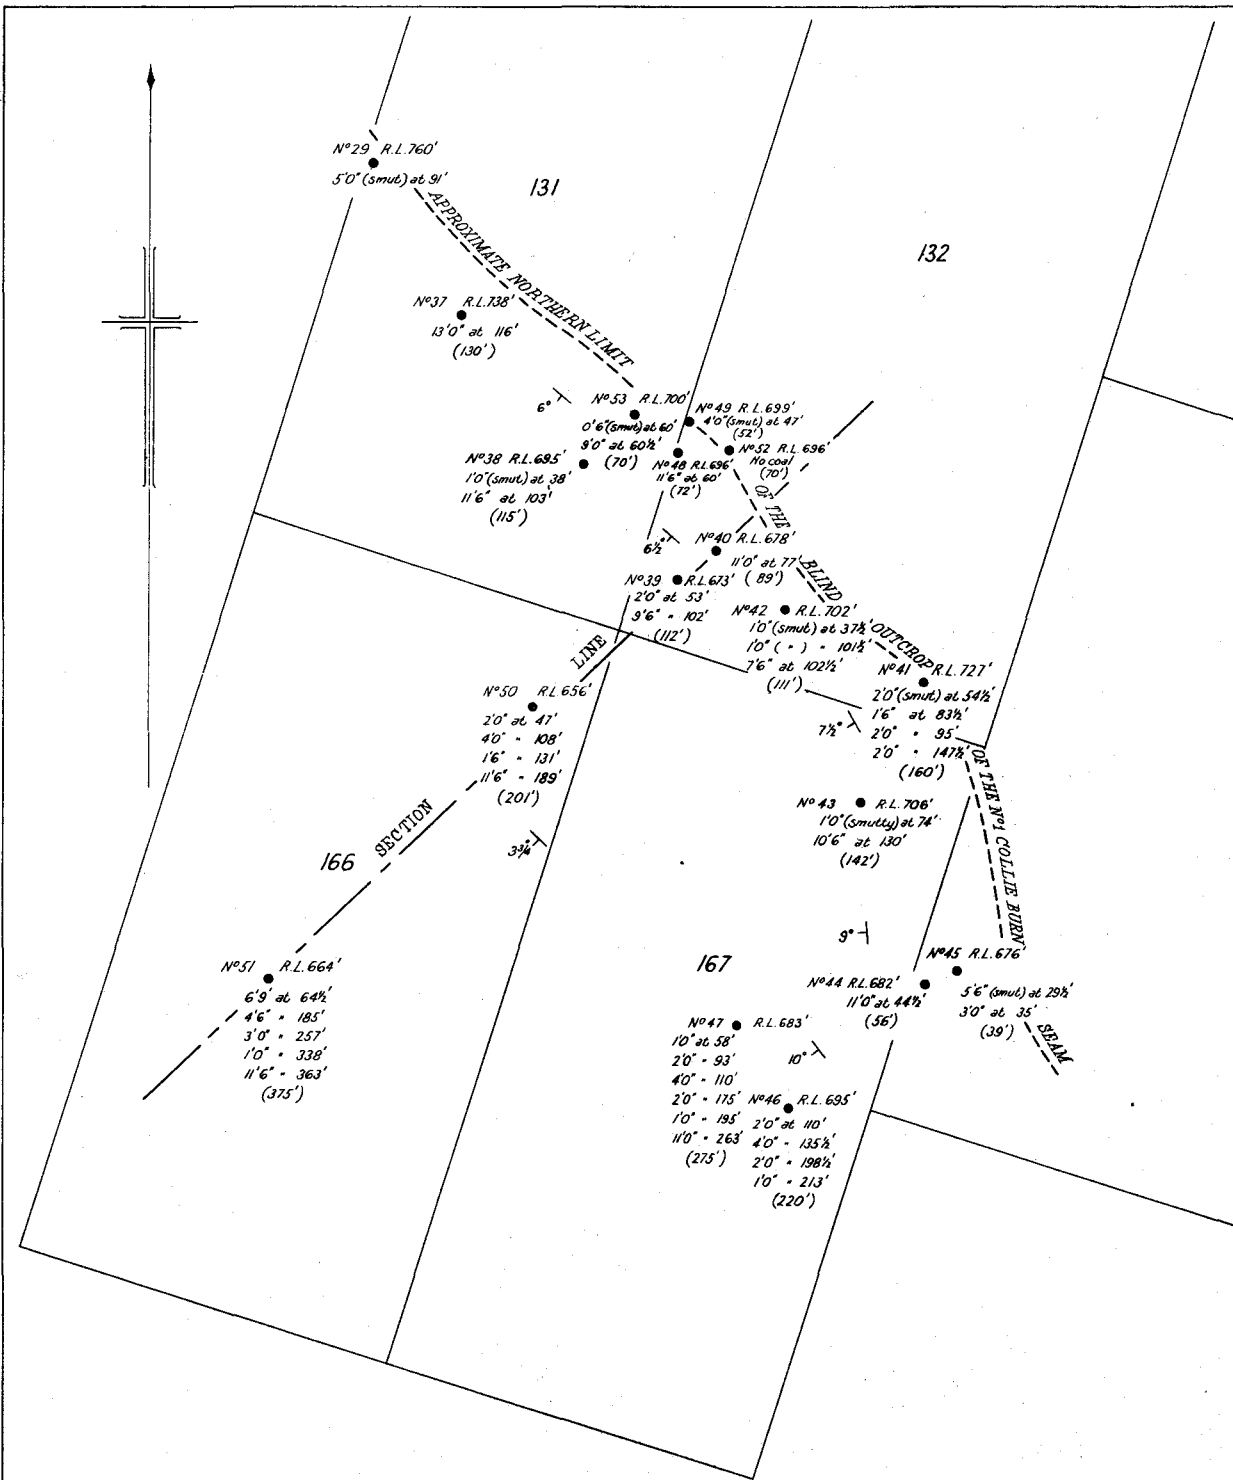 Nº29 R.L.760'
5'0" (smut) at 91'
131
132
APPROXIMATE NORTHERN LIMIT
OF THE
BLIND
OUTCROP
OF THE Nº1 COLLIE BURN
SEAM
Nº37 R.L.738'
13'0" at 116'
(130')
6°
Nº53 R.L.700'
0'6" (smut) at 60'
9'0" at 60½'
(70')
Nº49 R.L.699'
4'0" (smut) at 47'
(52')
Nº52 R.L.696'
No coal
(70')
Nº38 R.L.695'
1'0" (smut) at 38'
11'6" at 103'
(115')
Nº48 R.L.696'
11'6" at 60'
(72')
6½°
Nº40 R.L.678'
11'0" at 77'
(89')
Nº39 R.L.673'
2'0" at 53'
9'6" " 102'
(112')
Nº42 R.L.702'
1'0" (smut) at 37½'
1'0" ( " ) " 101½'
7'6" at 102½'
(111')
Nº41 R.L.727'
2'0" (smut) at 54½'
1'6" at 83½'
2'0" " 95'
2'0" " 147½'
(160')
LINE
Nº50 R.L.656'
2'0" at 47'
4'0" " 108'
1'6" " 131'
11'6" " 189'
(201')
7½°
Nº43 R.L.706'
1'0" (smutty) at 74'
10'6" at 130'
(142')
SECTION
3¾°
166
9°
167
Nº45 R.L.676'
5'6" (smut) at 29½'
3'0" at 35'
(39')
Nº44 R.L.682'
11'0" at 44½'
(56')
Nº51 R.L.664'
6'9' at 64½'
4'6" " 185'
3'0" " 257'
1'0" " 338'
11'6" " 363'
(375')
Nº47 R.L.683'
1'0" at 58'
2'0" " 93'
4'0" " 110'
2'0" " 175'
1'0" " 195'
11'0" " 263'
(275')
10°
Nº46 R.L.695'
2'0" at 110'
4'0" " 135½'
2'0" " 198½'
1'0" " 213'
(220')